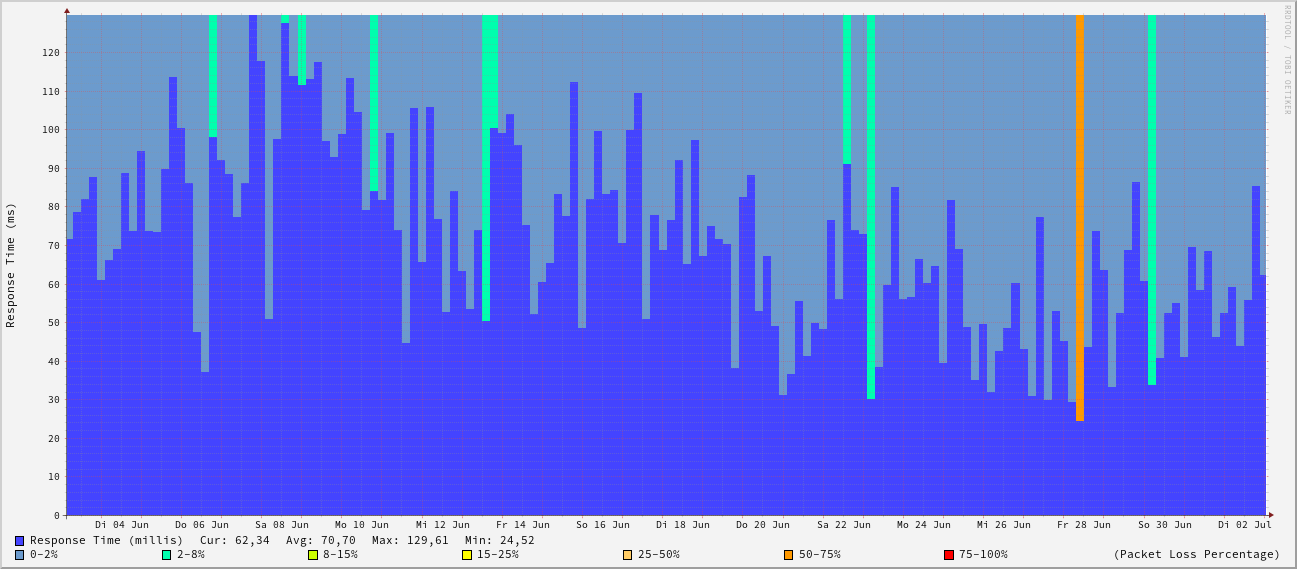 RRDTOOL / TOBI OETIKER
Response Time (ms)
120
110
100
90
80
70
60
50
40
30
20
10
0
Di 04 Jun Do 06 Jun Sa 08 Jun Mo 10 Jun Mi 12 Jun Fr 14 Jun So 16 Jun Di 18 Jun Do 20 Jun Sa 22 Jun Mo 24 Jun Mi 26 Jun Fr 28 Jun So 30 Jun Di 02 Jul
Response Time (millis) Cur: 62,34 Avg: 70,70 Max: 129,61 Min: 24,52
0-2% 2-8% 8-15% 15-25% 25-50% 50-75% 75-100% (Packet Loss Percentage)